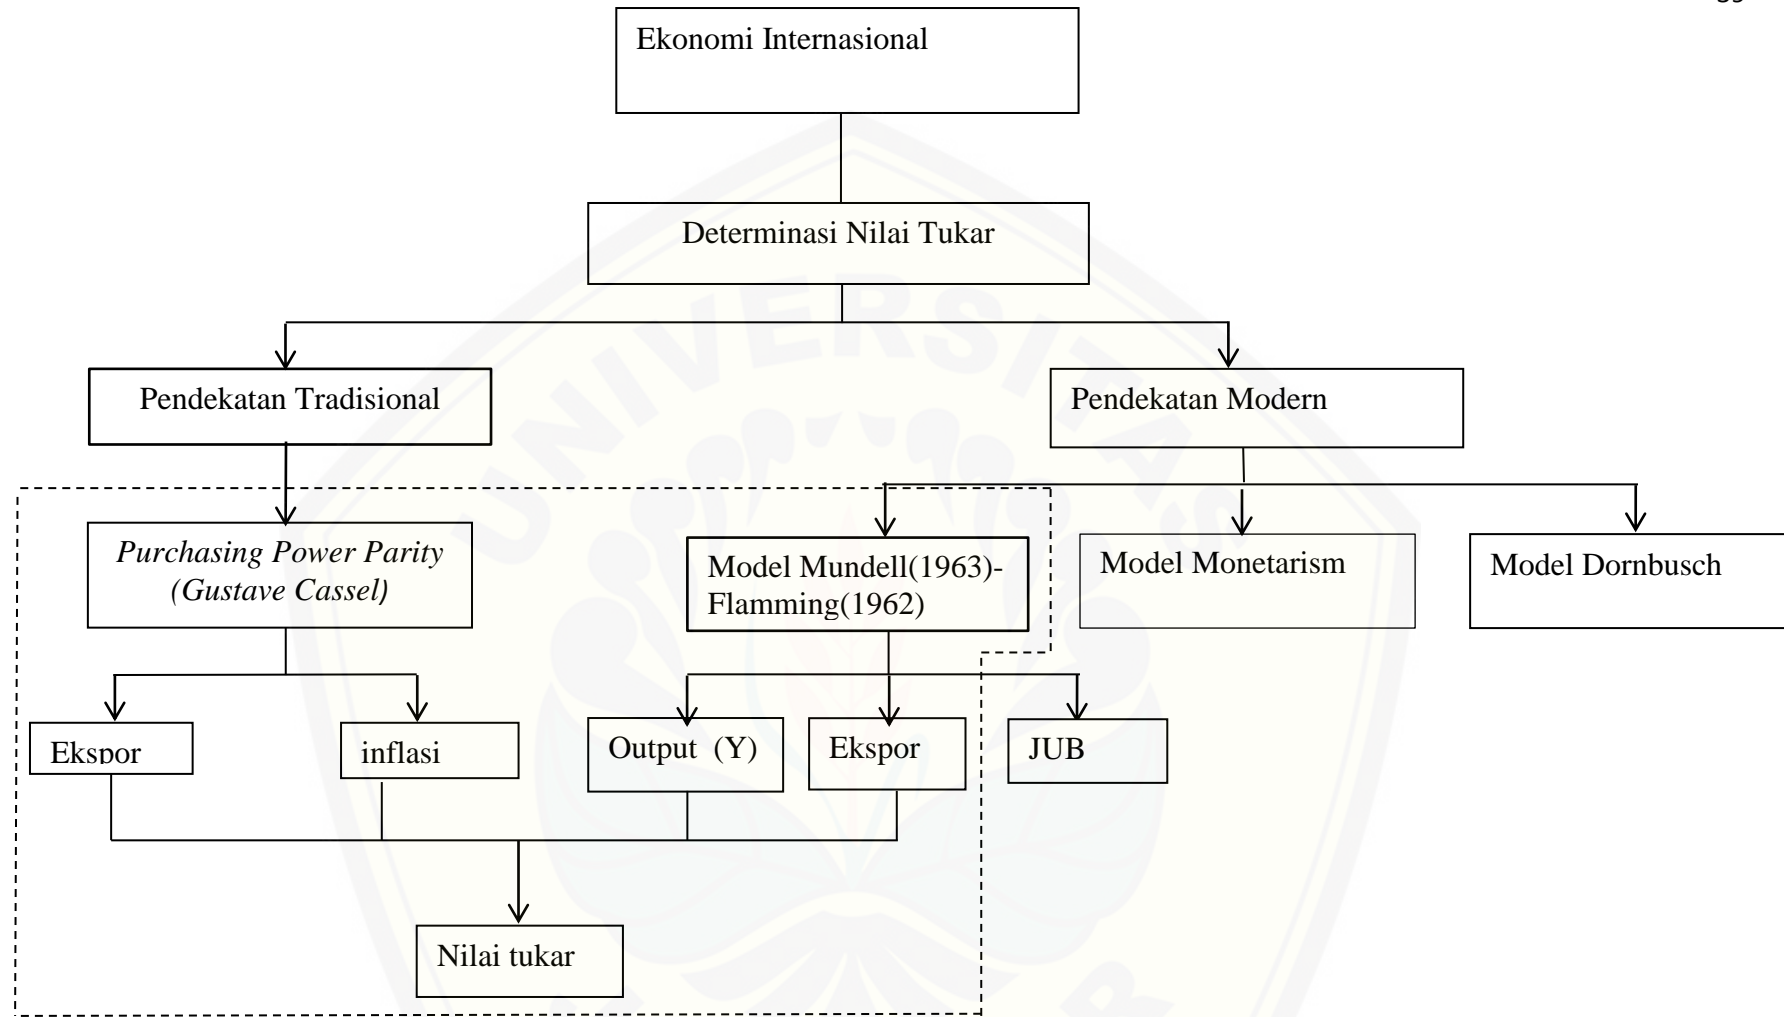 Ekonomi Internasional
Determinasi Nilai Tukar
Pendekatan Tradisional
Pendekatan Modern
Purchasing Power Parity
(Gustave Cassel)
Model Mundell(1963)-
Flamming(1962)
Model Monetarism
Model Dornbusch
Ekspor
inflasi
Output (Y)
Ekspor
JUB
Nilai tukar
UNIVERSITAS